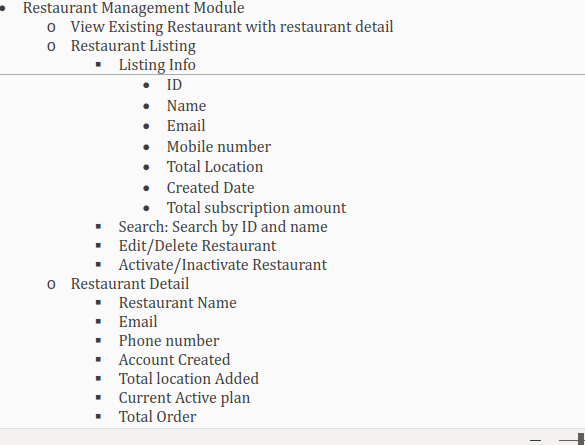 • Restaurant Management Module
o View Existing Restaurant with restaurant detail
o Restaurant Listing
▪ Listing Info
• ID
• Name
• Email
• Mobile number
• Total Location
• Created Date
• Total subscription amount
▪ Search: Search by ID and name
▪ Edit/Delete Restaurant
▪ Activate/Inactivate Restaurant
o Restaurant Detail
▪ Restaurant Name
▪ Email
▪ Phone number
▪ Account Created
▪ Total location Added
▪ Current Active plan
▪ Total Order